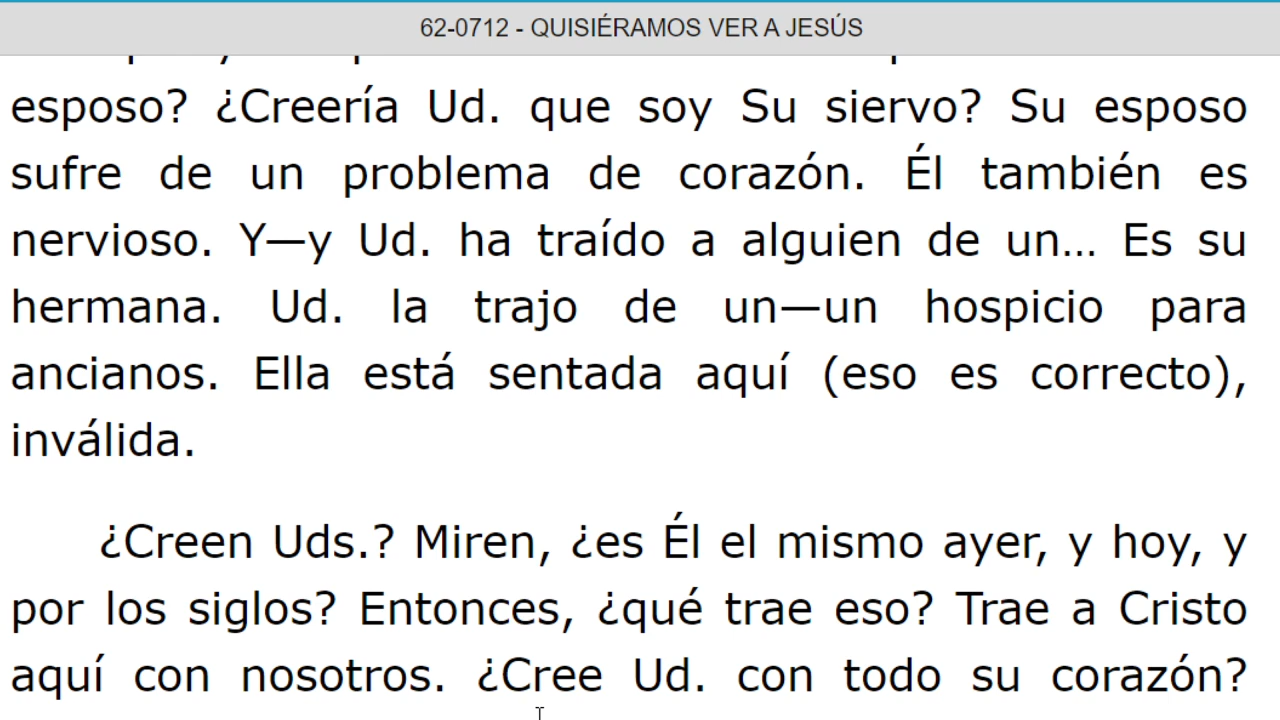 62-0712 - QUISIÉRAMOS VER A JESÚS
esposo? ¿Creería Ud. que soy Su siervo? Su esposo
sufre de un problema de corazón. Él también es
nervioso. Y—y Ud. ha traído a alguien de un… Es su
hermana. Ud. la trajo de un—un hospicio para
ancianos. Ella está sentada aquí (eso es correcto),
inválida.
¿Creen Uds.? Miren, ¿es Él el mismo ayer, y hoy, y
por los siglos? Entonces, ¿qué trae eso? Trae a Cristo
aquí con nosotros. ¿Cree Ud. con todo su corazón?